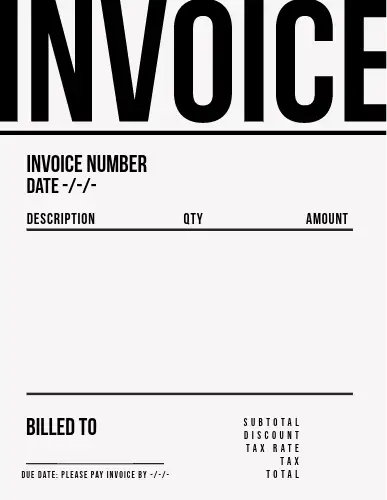 INVOICE
INVOICE NUMBER
DATE -/-/-
DESCRIPTION QTY AMOUNT
BILLED TO
SUBTOTAL
DISCOUNT
TAX RATE
TAX
TOTAL
DUE DATE: PLEASE PAY INVOICE BY -/-/-